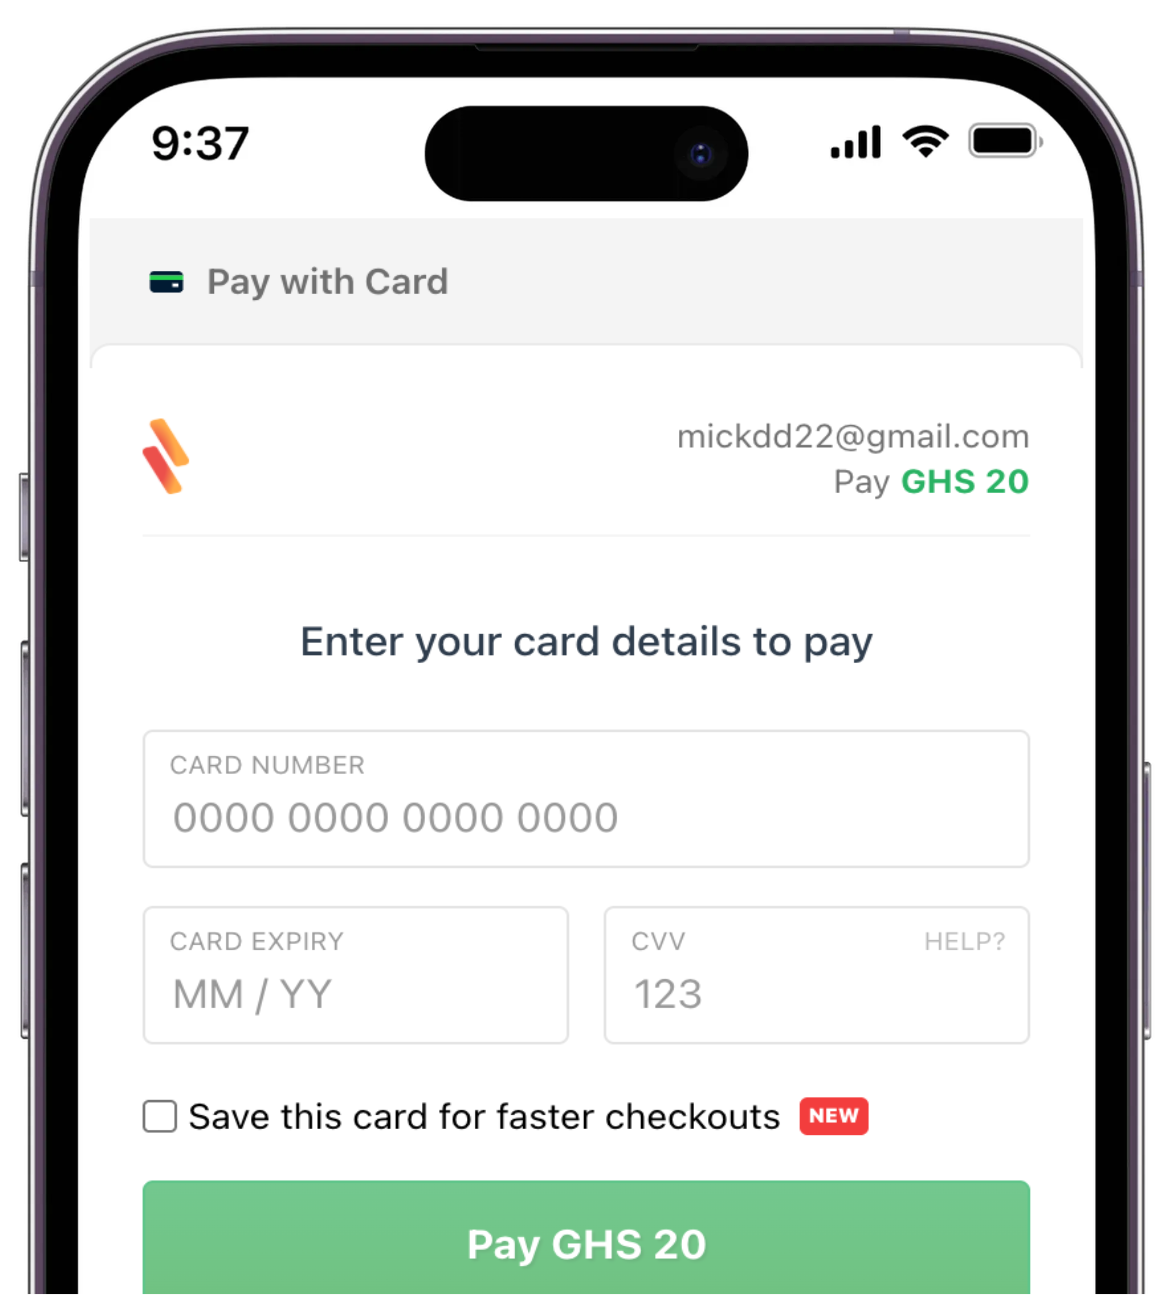 9:37
Pay with Card
mickdd22@gmail.com
Pay GHS 20
Enter your card details to pay
CARD NUMBER
0000 0000 0000 0000
CARD EXPIRY
MM / YY
CVV
HELP?
123
Save this card for faster checkouts NEW
Pay GHS 20